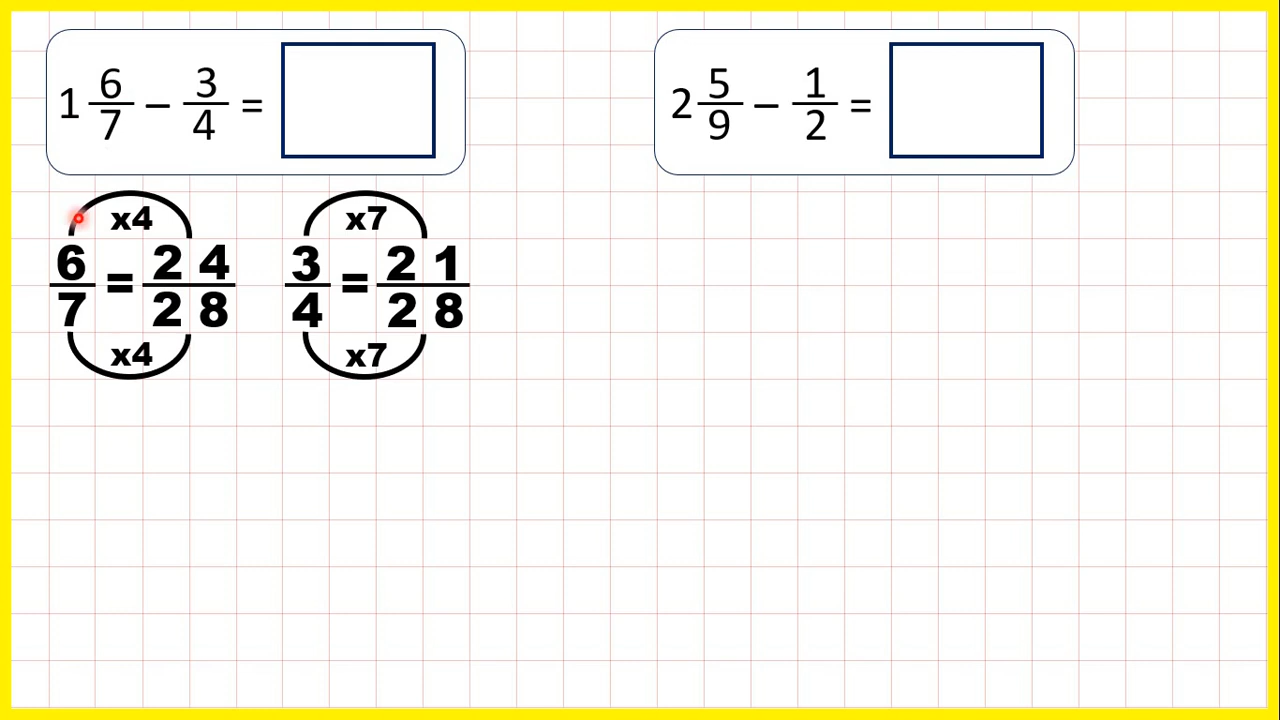 1 6/7 – 3/4 =
2 5/9 – 1/2 =
x4 x7
6/7 = 24/28 3/4 = 21/28
x4 x7